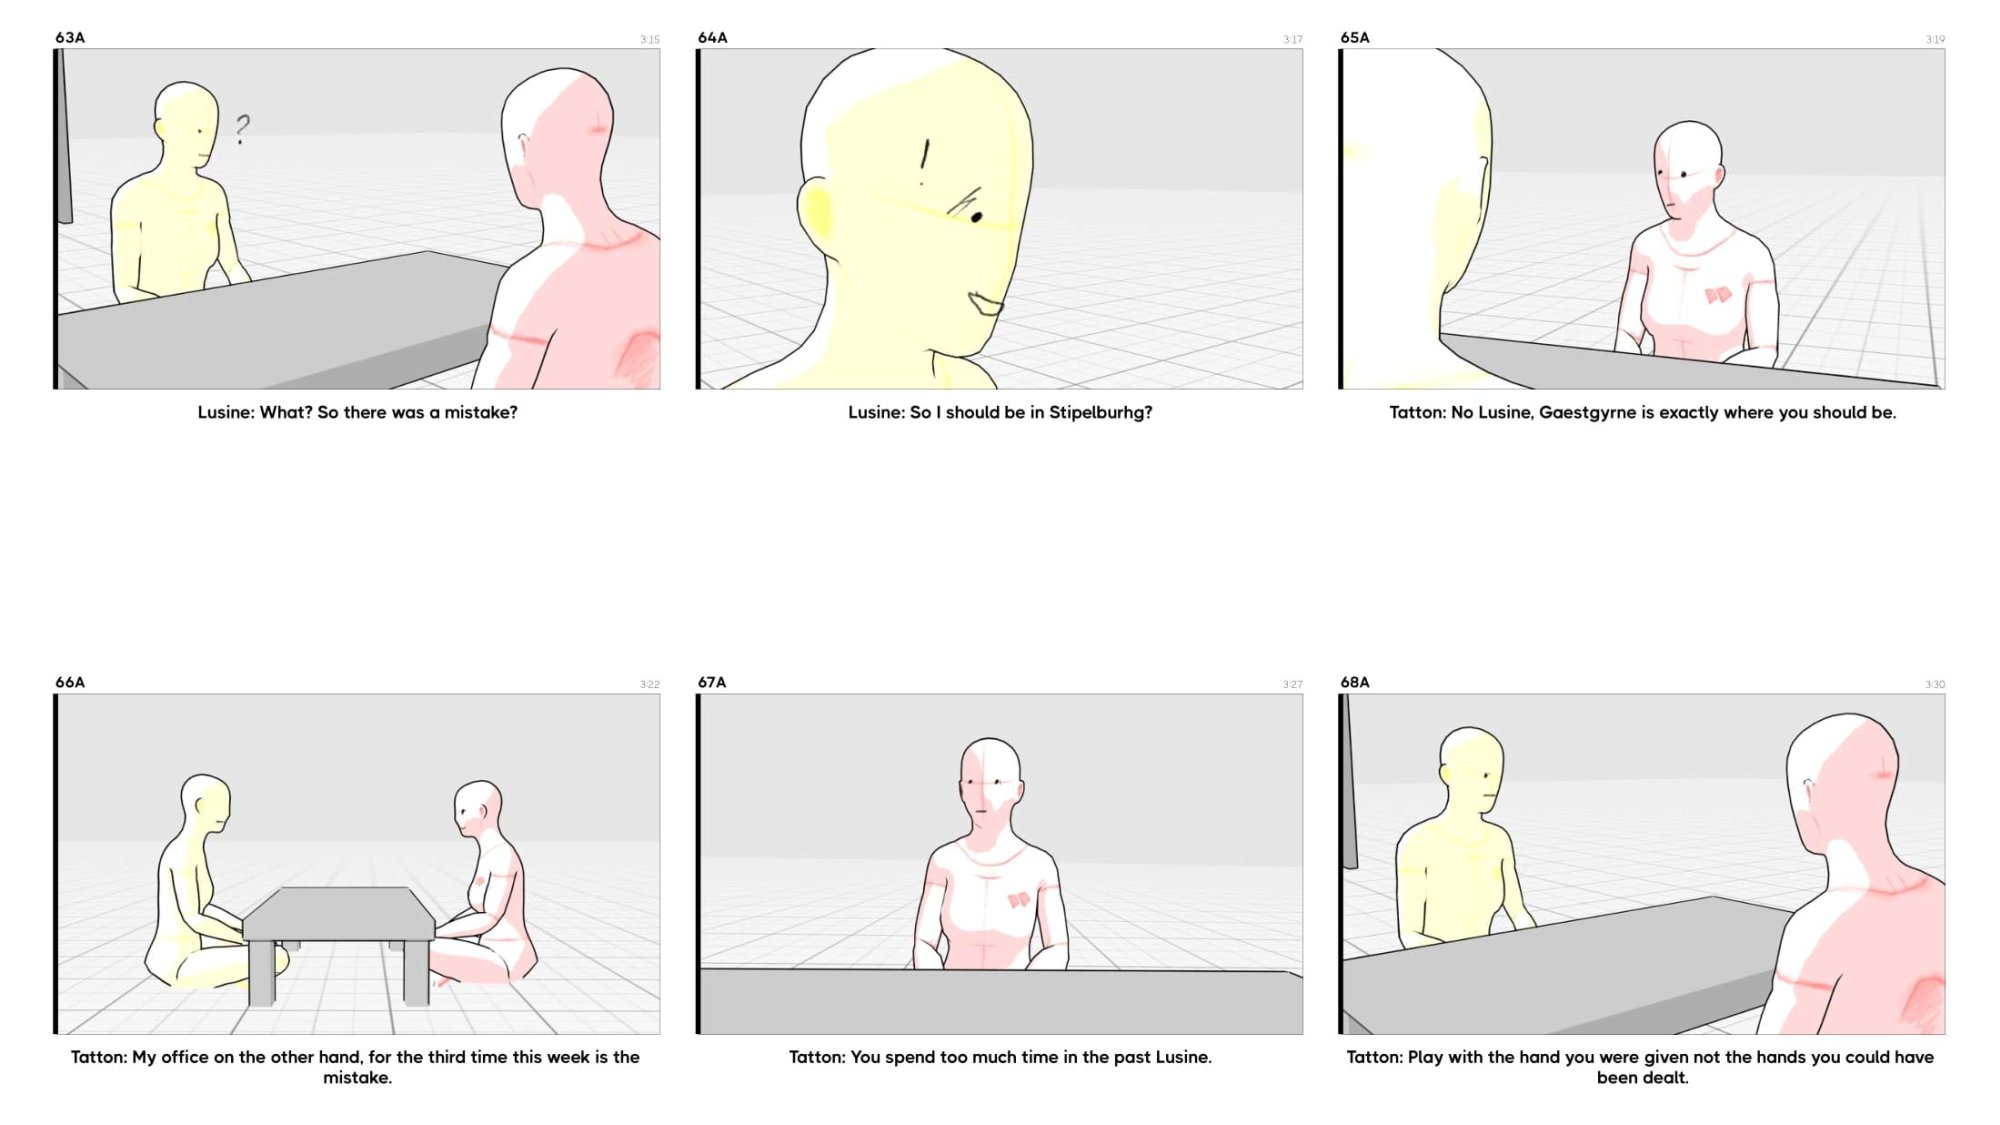 63A
3:15
?
Lusine: What? So there was a mistake?
64A
3:17
!
Lusine: So I should be in Stipelburhg?
65A
3:19
Tatton: No Lusine, Gaestgyrne is exactly where you should be.
66A
3:22
Tatton: My office on the other hand, for the third time this week is the
mistake.
67A
3:27
Tatton: You spend too much time in the past Lusine.
68A
3:30
Tatton: Play with the hand you were given not the hands you could have
been dealt.